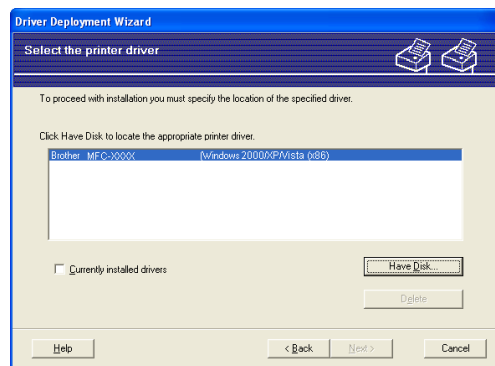 Driver Deployment Wizard
Select the printer driver
To proceed with installation you must specify the location of the specified driver.
Click Have Disk to locate the appropriate printer driver.
Brother MFC-XXXX (Windows 2000/XP/Vista (x86)
Currently installed drivers
Have Disk...
Delete
Help
< Back
Next >
Cancel